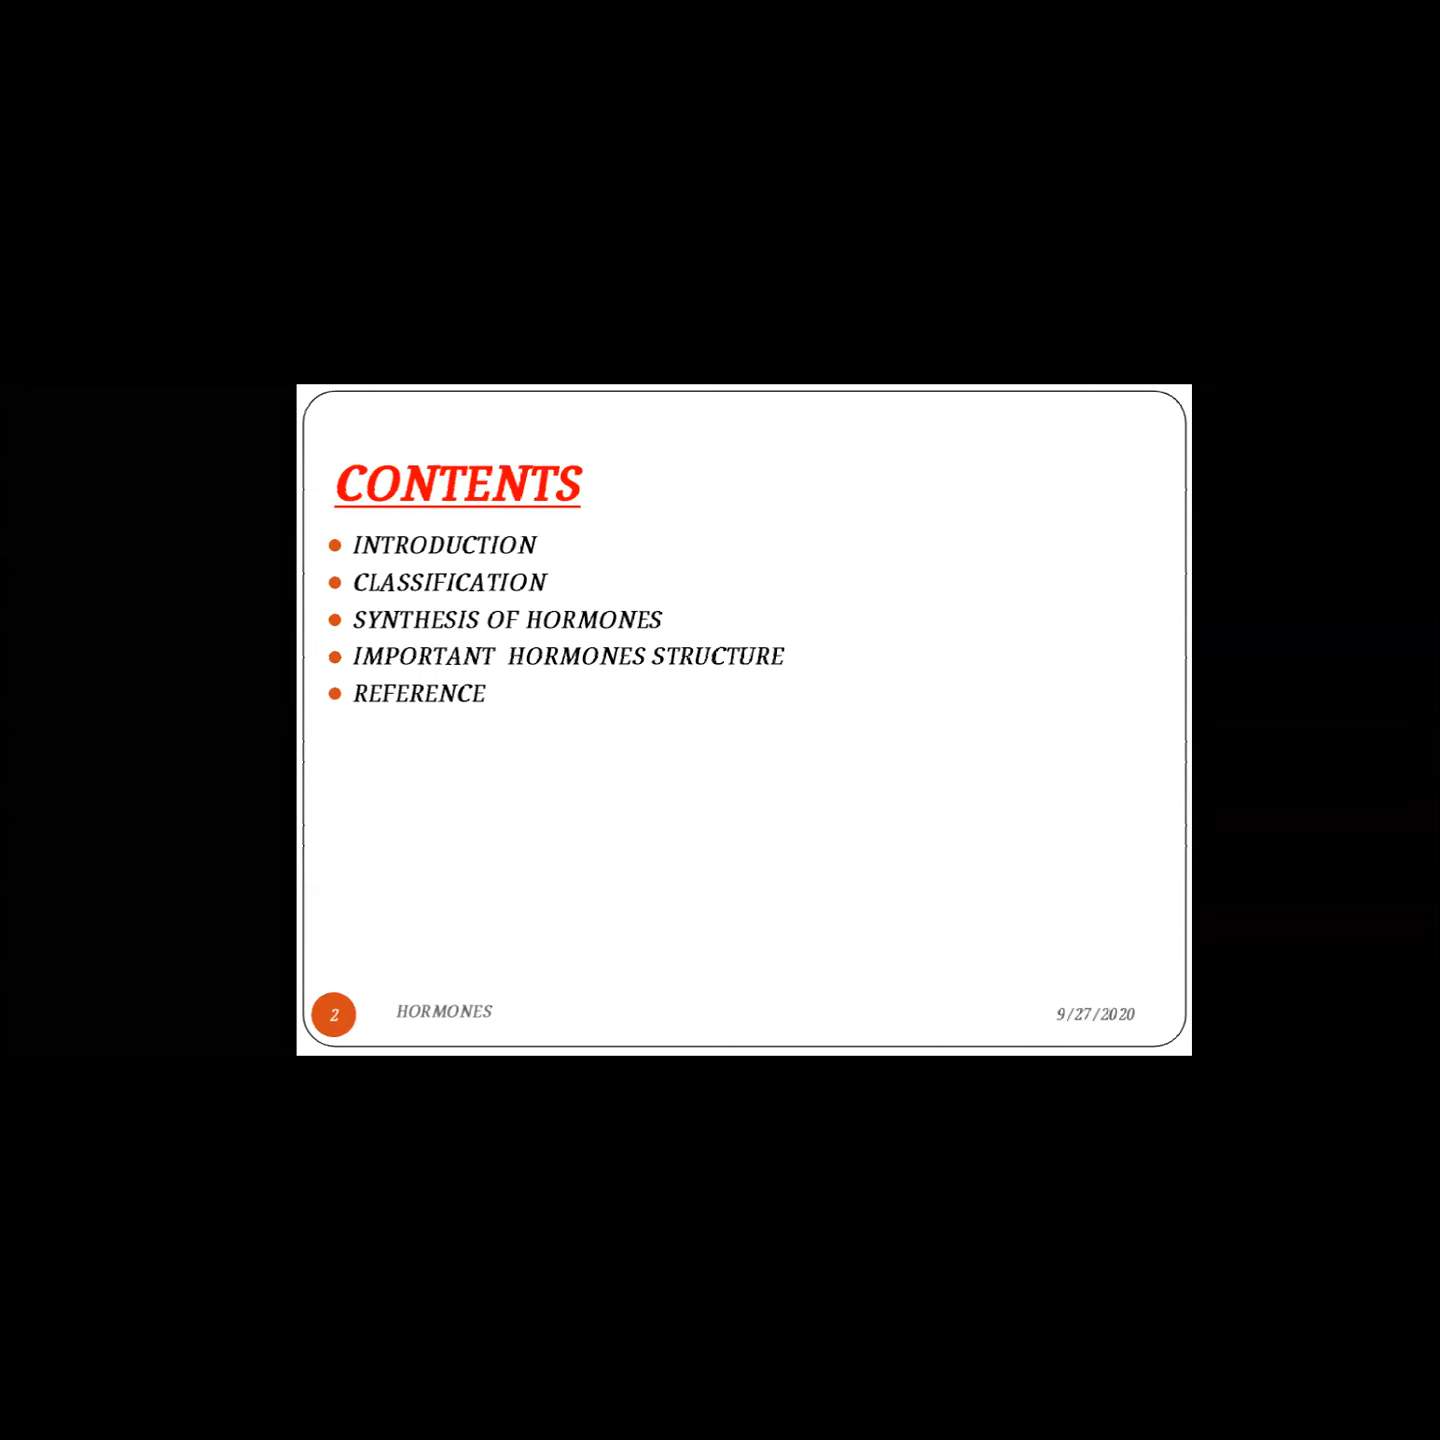 CONTENTS
INTRODUCTION
CLASSIFICATION
SYNTHESIS OF HORMONES
IMPORTANT HORMONES STRUCTURE
REFERENCE
2 HORMONES 9/27/2020